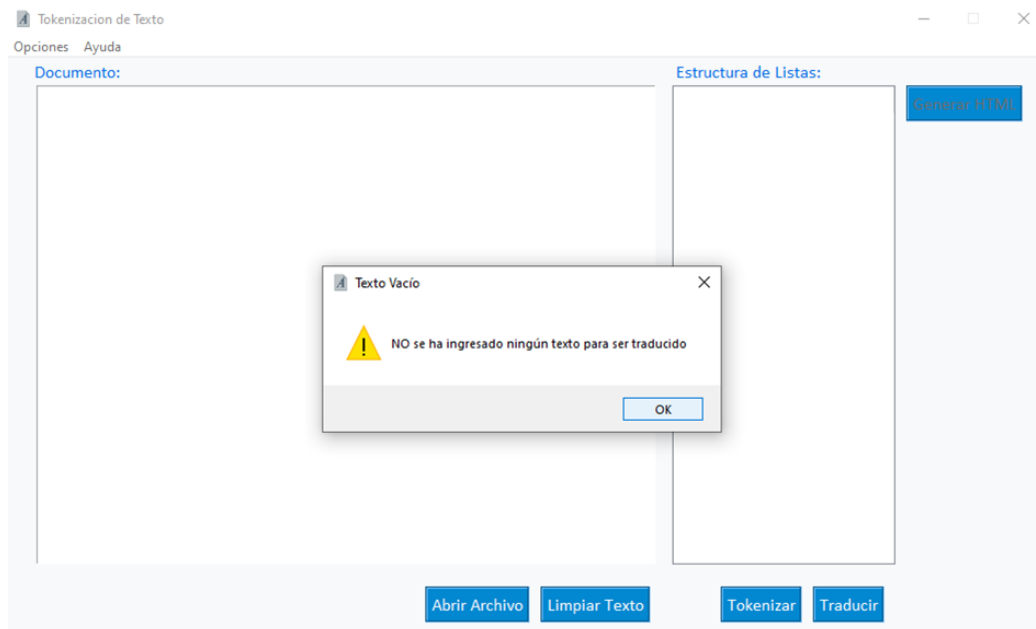 Tokenizacion de Texto
Opciones Ayuda
Documento:
Estructura de Listas:
Generar HTML
Texto Vacío
NO se ha ingresado ningún texto para ser traducido
OK
Abrir Archivo Limpiar Texto Tokenizar Traducir